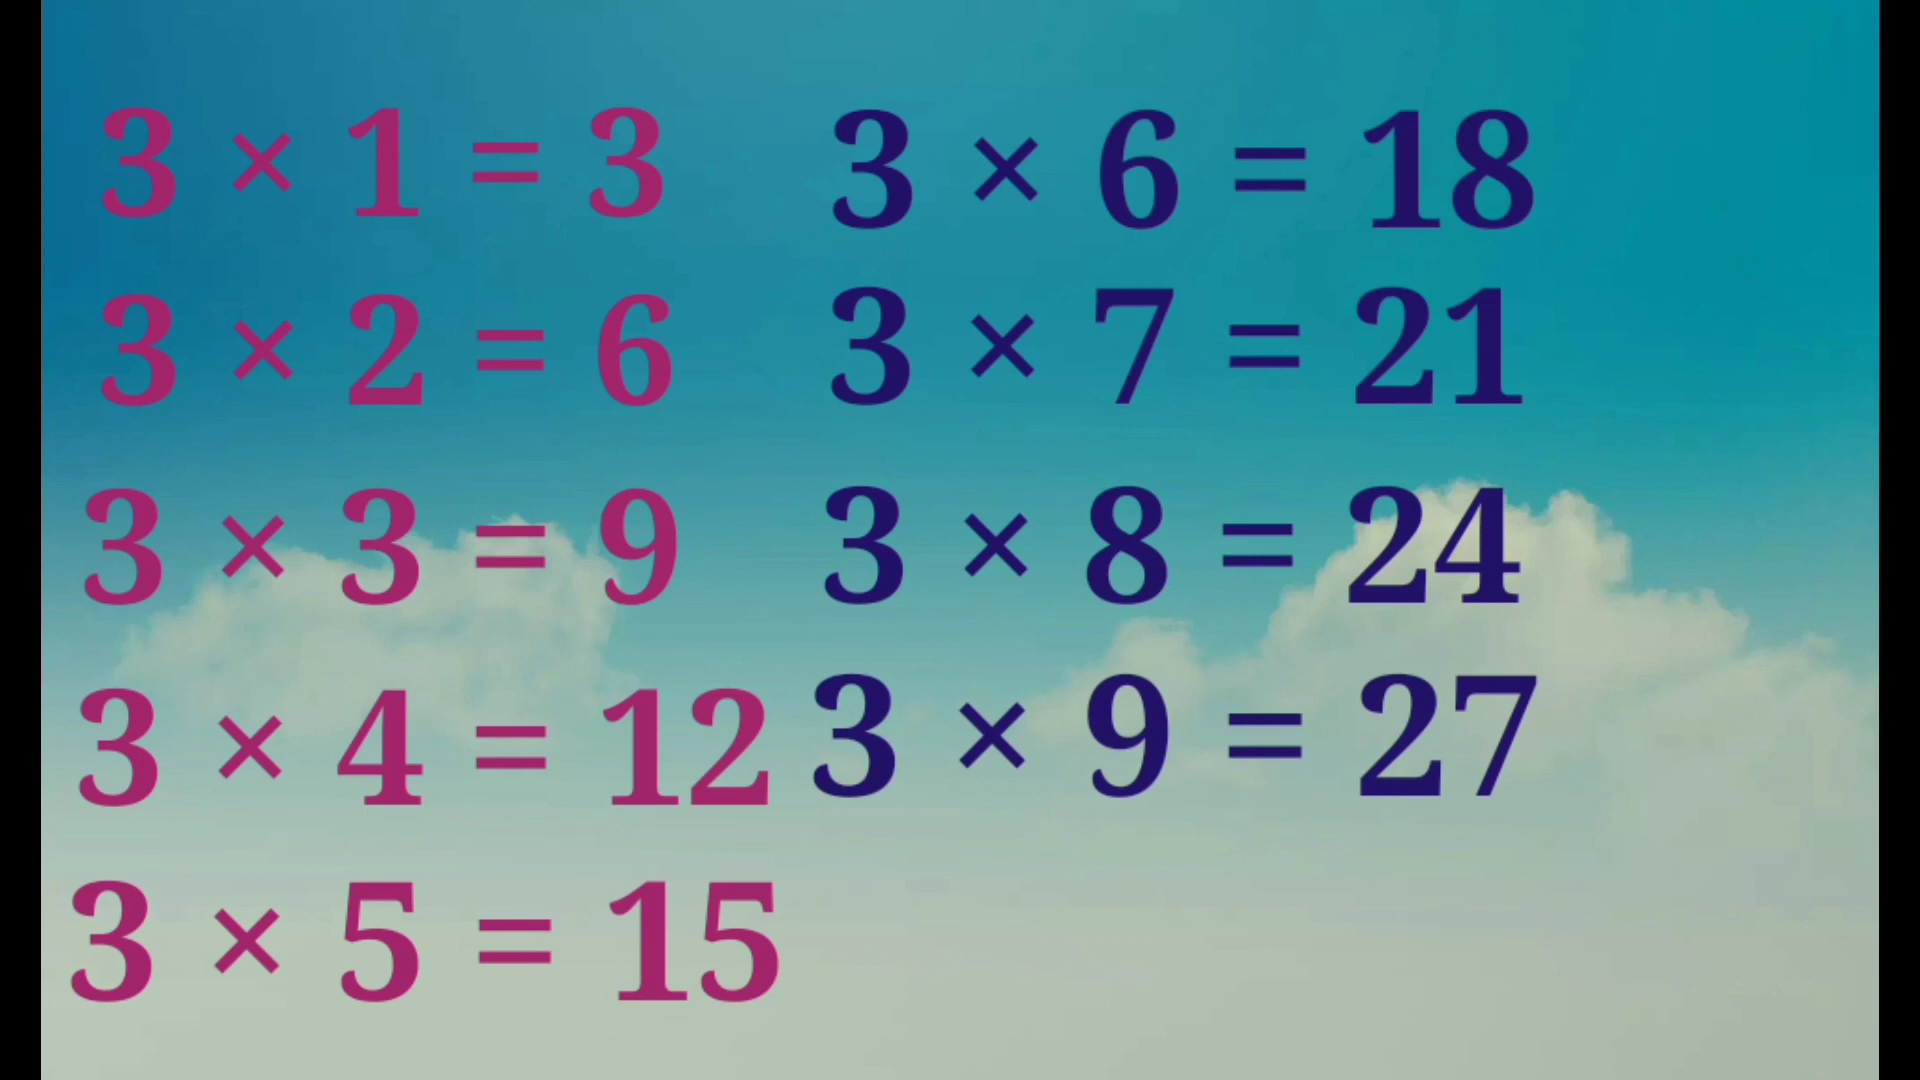 3 × 1 = 3
3 × 2 = 6
3 × 3 = 9
3 × 4 = 12
3 × 5 = 15
3 × 6 = 18
3 × 7 = 21
3 × 8 = 24
3 × 9 = 27